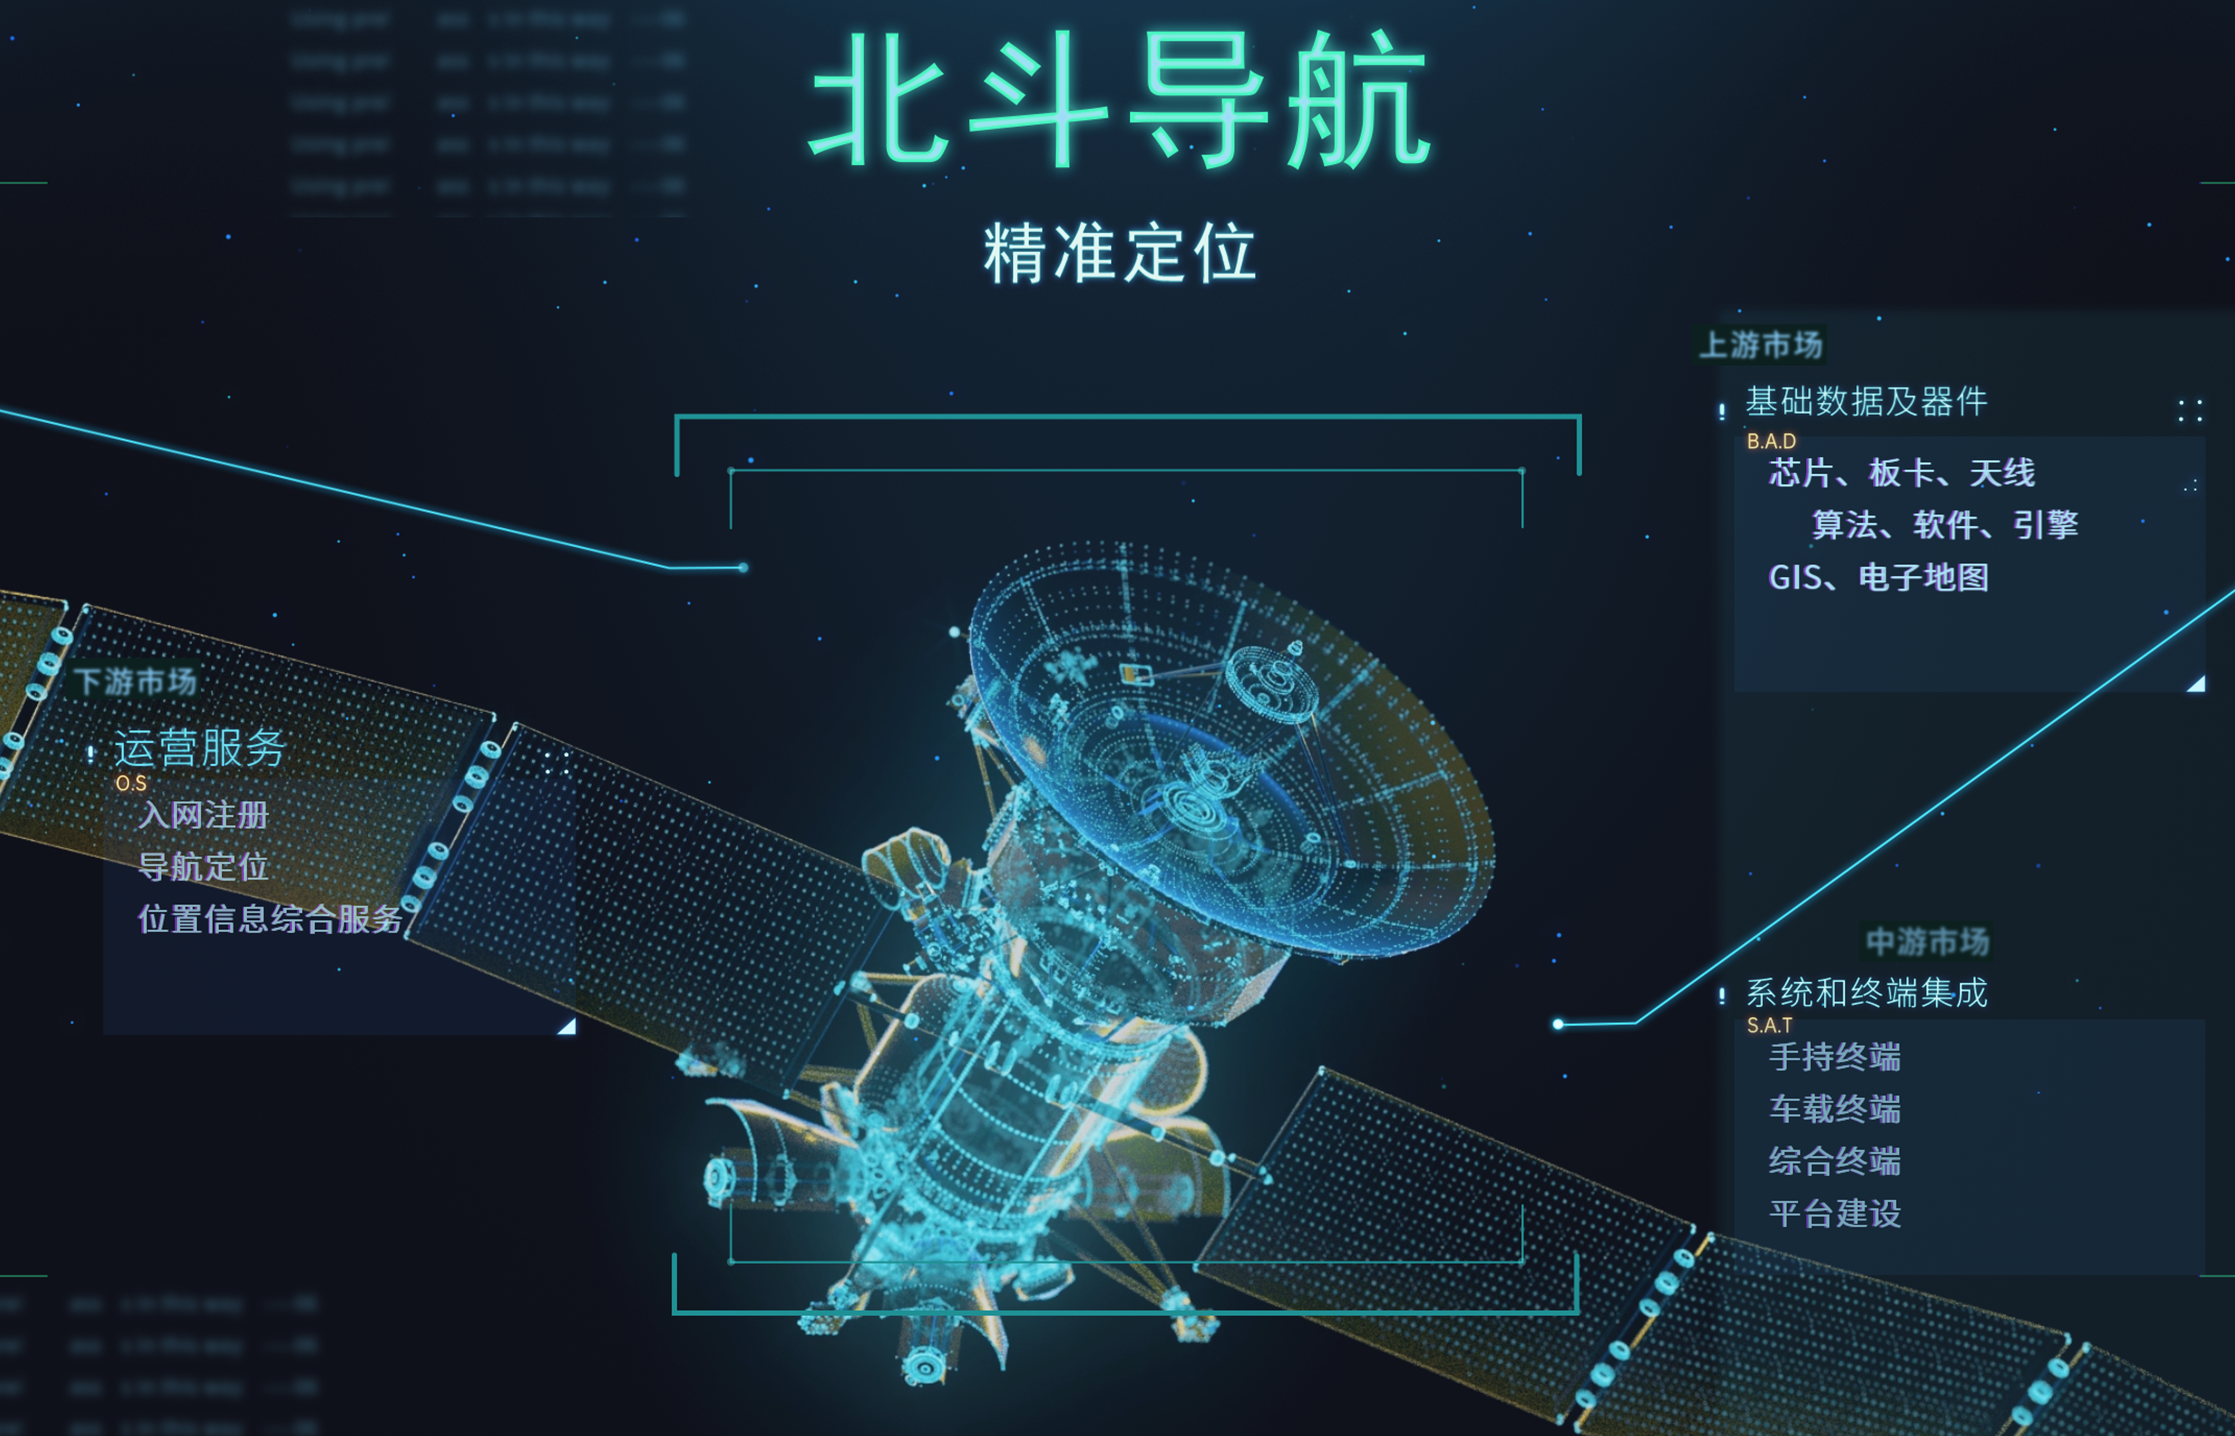 北斗导航
精准定位
上游市场
基础数据及器件
B.A.D
芯片、板卡、天线
算法、软件、引擎
GIS、电子地图
下游市场
运营服务
O.S
入网注册
导航定位
位置信息综合服务
中游市场
系统和终端集成
S.A.T
手持终端
车载终端
综合终端
平台建设